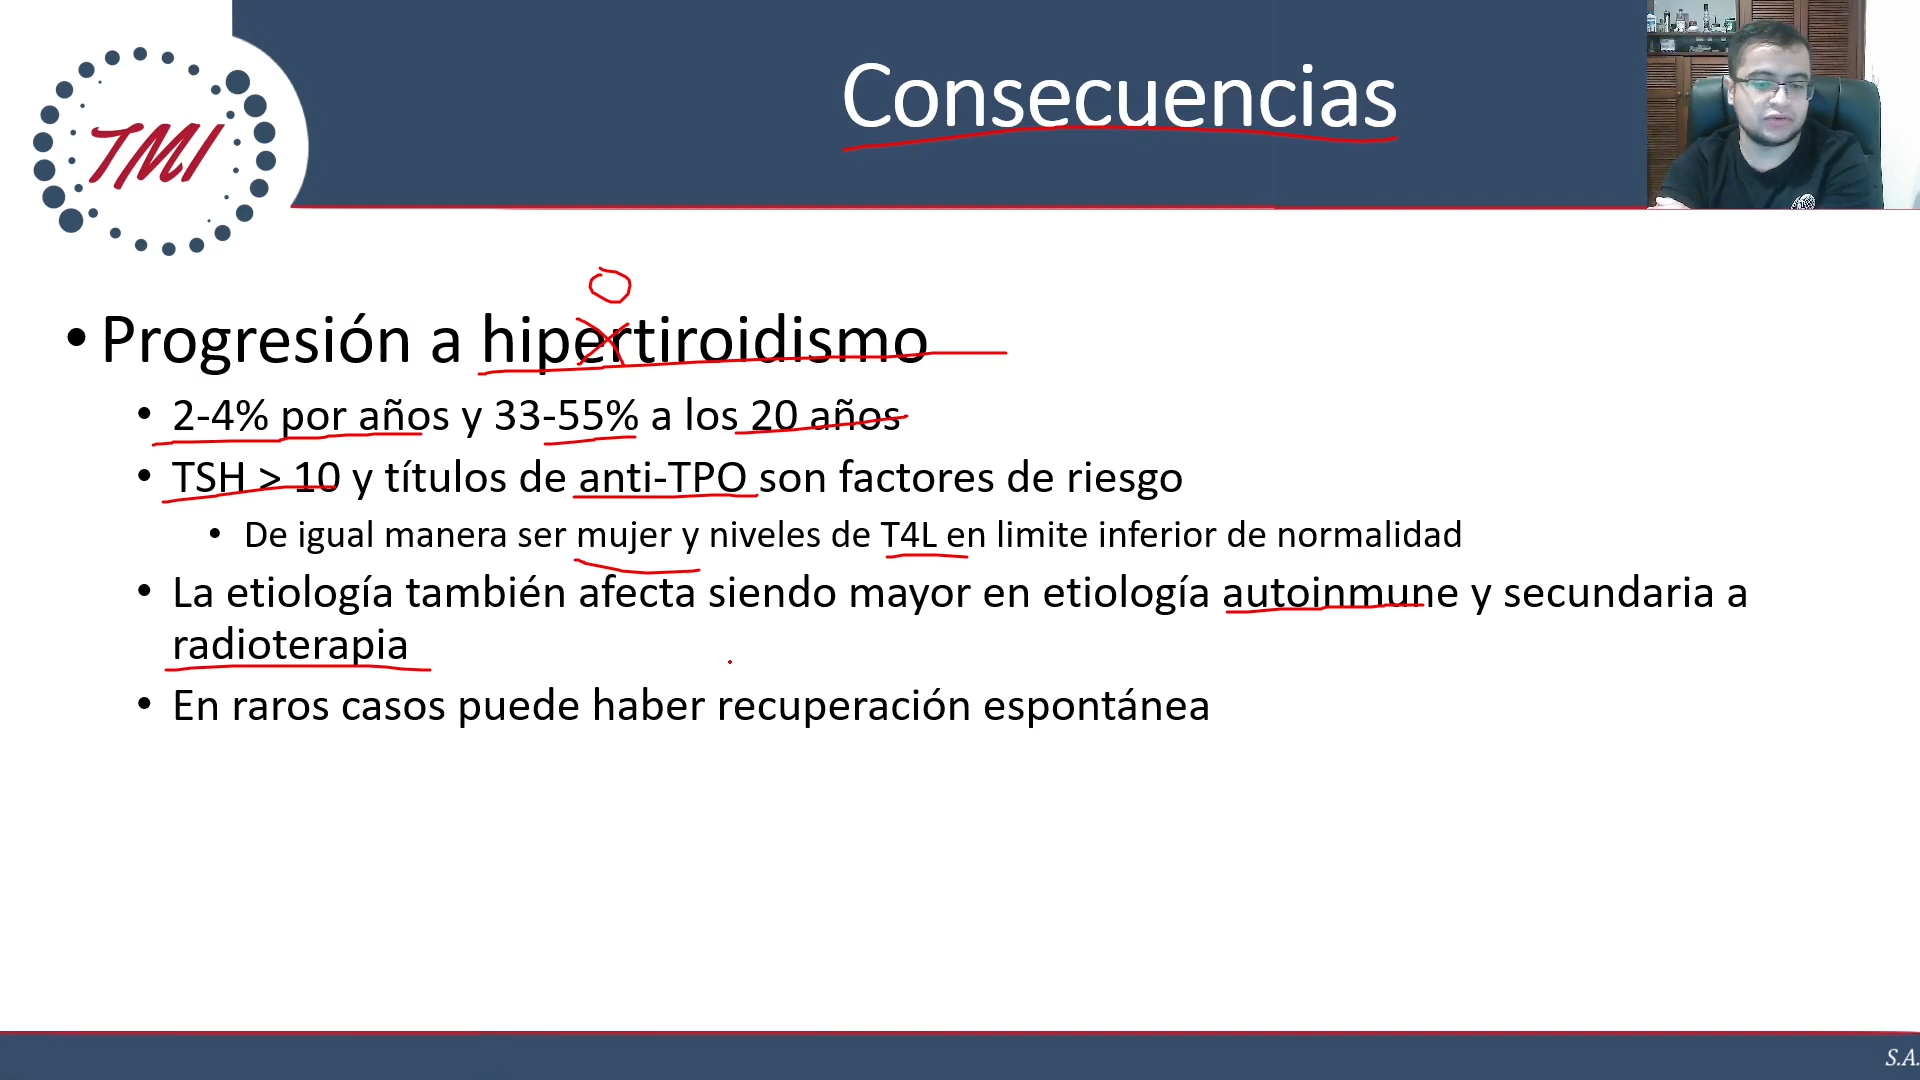 TMI
Consecuencias
O
• Progresión a hipertiroidismo
• 2-4% por años y 33-55% a los 20 años
• TSH > 10 y títulos de anti-TPO son factores de riesgo
• De igual manera ser mujer y niveles de T4L en limite inferior de normalidad
• La etiología también afecta siendo mayor en etiología autoinmune y secundaria a
radioterapia
• En raros casos puede haber recuperación espontánea
S.A.